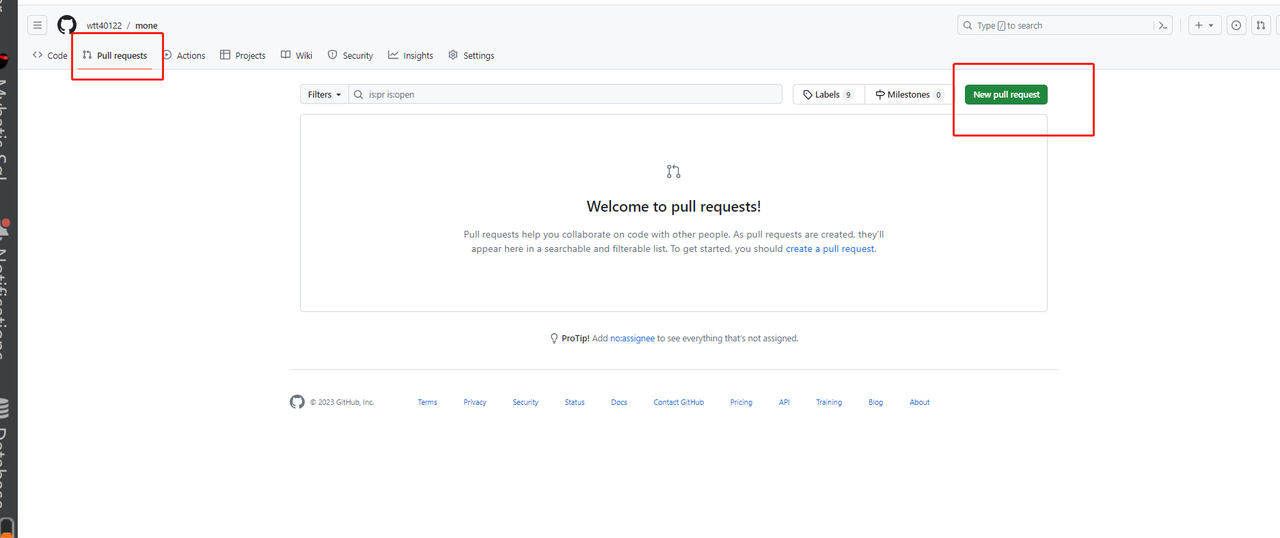 wtt40122 / mone
Type / to search
Code Pull requests Actions Projects Wiki Security Insights Settings
Filters is:pr is:open Labels 9 Milestones 0 New pull request
Welcome to pull requests!
Pull requests help you collaborate on code with other people. As pull requests are created, they'll
appear here in a searchable and filterable list. To get started, you should create a pull request.
ProTip! Add no:assignee to see everything that's not assigned.
© 2023 GitHub, Inc. Terms Privacy Security Status Docs Contact GitHub Pricing API Training Blog About
Notifications
Database